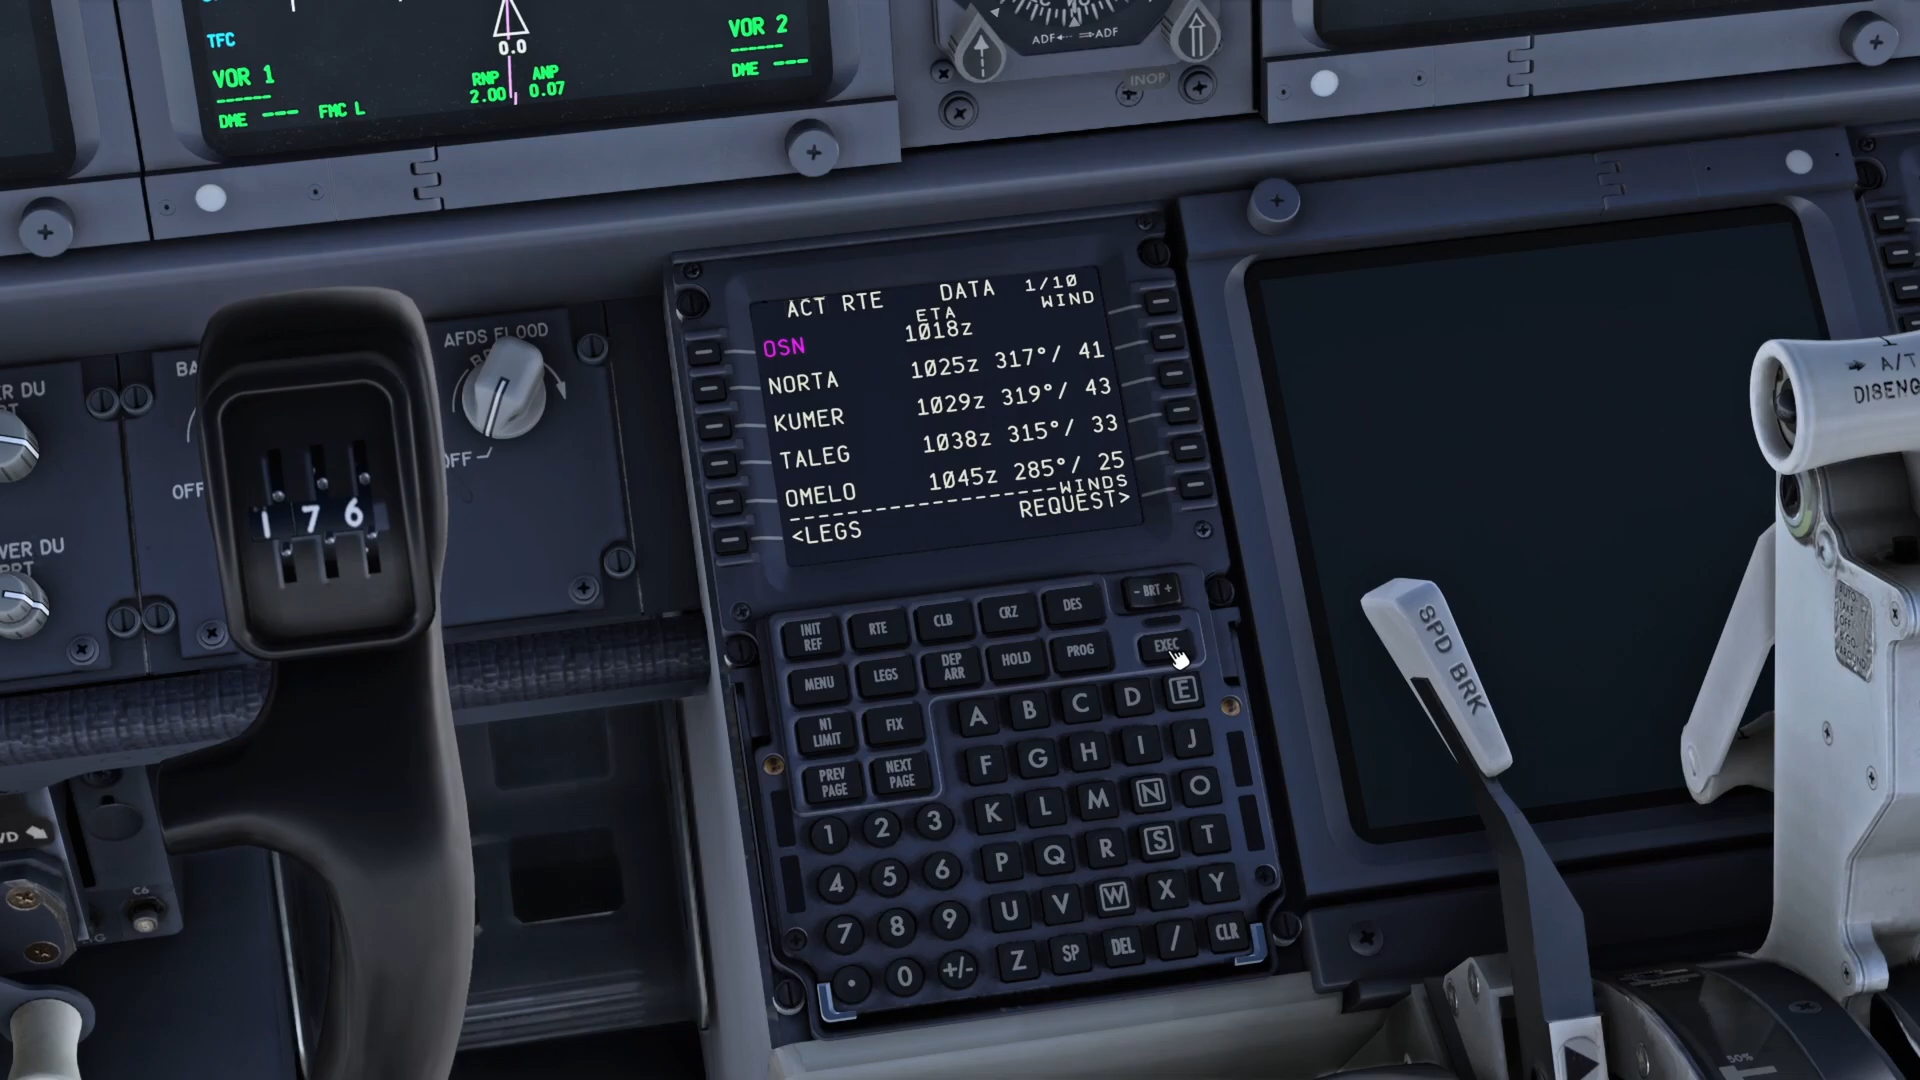 TFC
VOR 1
------
DME ---
FMC L
0.0
RNP
2.00
ANP
0.07
VOR 2
------
DME ---
ADF
ADF
INOP
AFDS FLOOD
OFF
BA
OFF
1 7 6
C6
ACT RTE DATA 1/10
ETA WIND
OSN 1018z
NORTA 1025z 317°/ 41
KUMER 1029z 319°/ 43
TALEG 1038z 315°/ 33
OMELO 1045z 285°/ 25
--------------------WINDS
<LEGS REQUEST>
INIT REF
RTE
CLB
CRZ
DES
- BRT +
MENU
LEGS
DEP ARR
HOLD
PROG
EXEC
N1 LIMIT
FIX
PREV PAGE
NEXT PAGE
A B C D E
F G H I J
K L M N O
P Q R S T
U V W X Y
Z SP DEL / CLR
1 2 3
4 5 6
7 8 9
. 0 +/-
SPD BRK
A/T
DISENG
50%